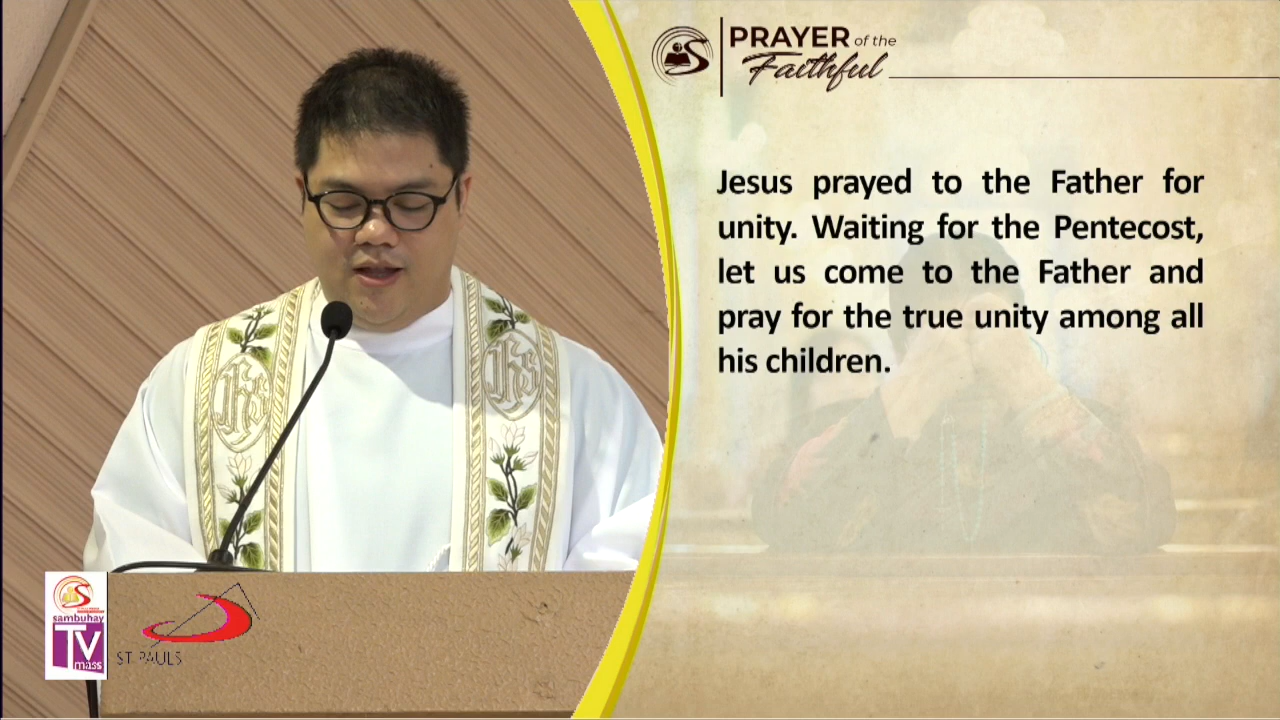 PRAYER of the
Faithful
Jesus prayed to the Father for
unity. Waiting for the Pentecost,
let us come to the Father and
pray for the true unity among all
his children.
sambuhay
TV
mass
ST PAULS